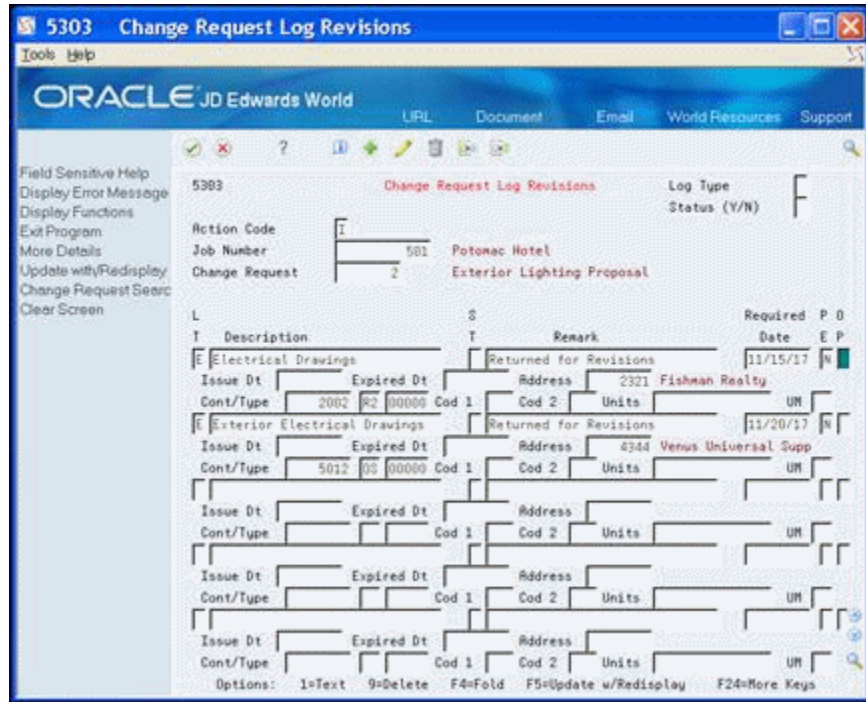 5303 Change Request Log Revisions
Tools Help
ORACLE JD Edwards World
URL Document Email World Resources Support
?
Field Sensitive Help
Display Error Message
Display Functions
Exit Program
More Details
Update with/Redisplay
Change Request Searc
Clear Screen
5303 Change Request Log Revisions Log Type
Status (Y/N)
Action Code I
Job Number 501 Potomac Hotel
Change Request 2 Exterior Lighting Proposal
L S Required P O
T Description T Remark Date E P
E Electrical Drawings Returned for Revisions 11/15/17 N
Issue Dt Expired Dt Address 2321 Fishman Realty
Cont/Type 2002 R2 00000 Cod 1 Cod 2 Units UM
E Exterior Electrical Drawings Returned for Revisions 11/20/17 N
Issue Dt Expired Dt Address 4344 Venus Universal Supp
Cont/Type 5012 OS 00000 Cod 1 Cod 2 Units UM
Issue Dt Expired Dt Address
Cont/Type Cod 1 Cod 2 Units UM
Issue Dt Expired Dt Address
Cont/Type Cod 1 Cod 2 Units UM
Issue Dt Expired Dt Address
Cont/Type Cod 1 Cod 2 Units UM
Options: 1=Text 9=Delete F4=Fold F5=Update w/Redisplay F24=More Keys